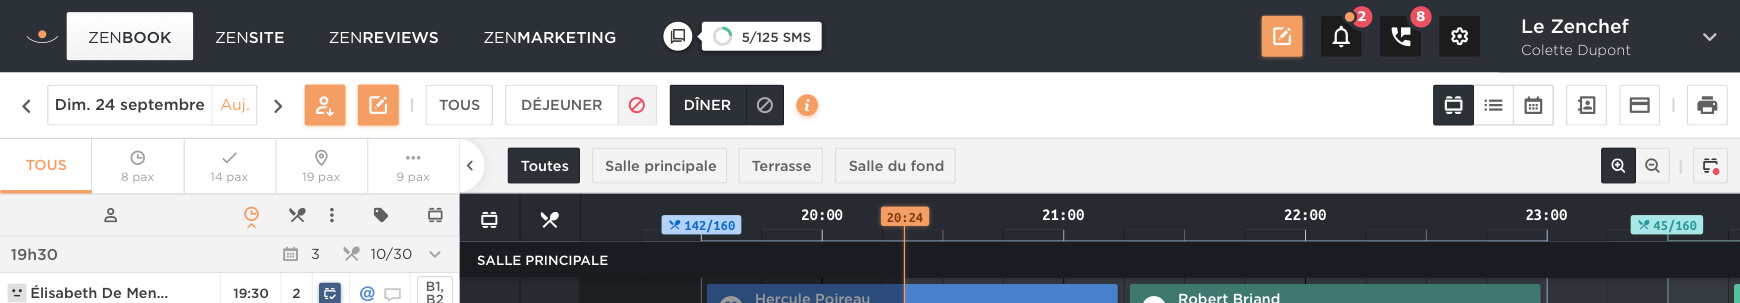 ZENBOOK ZENSITE ZENREVIEWS ZENMARKETING 5/125 SMS 2 8 Le Zenchef
Colette Dupont
Dim. 24 septembre Auj. TOUS DÉJEUNER DÎNER i
TOUS 8 pax 14 pax 19 pax 9 pax
Toutes Salle principale Terrasse Salle du fond
142/160 20:00 20:24 21:00 22:00 23:00 45/160
19h30 3 10/30
SALLE PRINCIPALE
Élisabeth De Men... 19:30 2 @ B1,
B2
Hercule Poireau Robert Briand